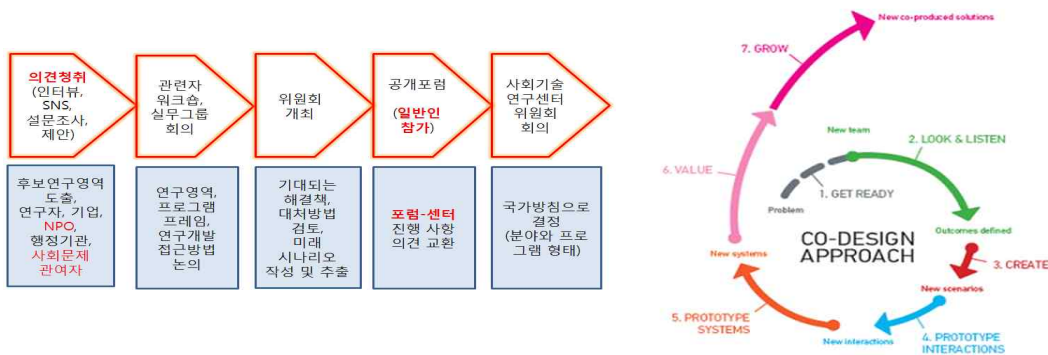 의견청취
(인터뷰,
SNS,
설문조사,
제안)
관련자
워크숍,
실무그룹
회의
위원회
개최
공개포럼
(일반인
참가)
사회기술
연구센터
위원회
회의
후보연구영역
도출,
연구자, 기업,
NPO,
행정기관,
사회문제
관여자
연구영역,
프로그램
프레임,
연구개발
접근방법
논의
기대되는
해결책,
대처방법
검토,
미래
시나리오
작성 및 추출
포럼-센터
진행 사항
의견 교환
국가방침으로
결정
(분야와 프로
그램 형태)
New co-produced solutions
7. GROW
New team
2. LOOK & LISTEN
6. VALUE
1. GET READY
Problem
Outcomes defined
CO-DESIGN
APPROACH
New systems
3. CREATE
New scenarios
5. PROTOTYPE
SYSTEMS
4. PROTOTYPE
INTERACTIONS
New interactions